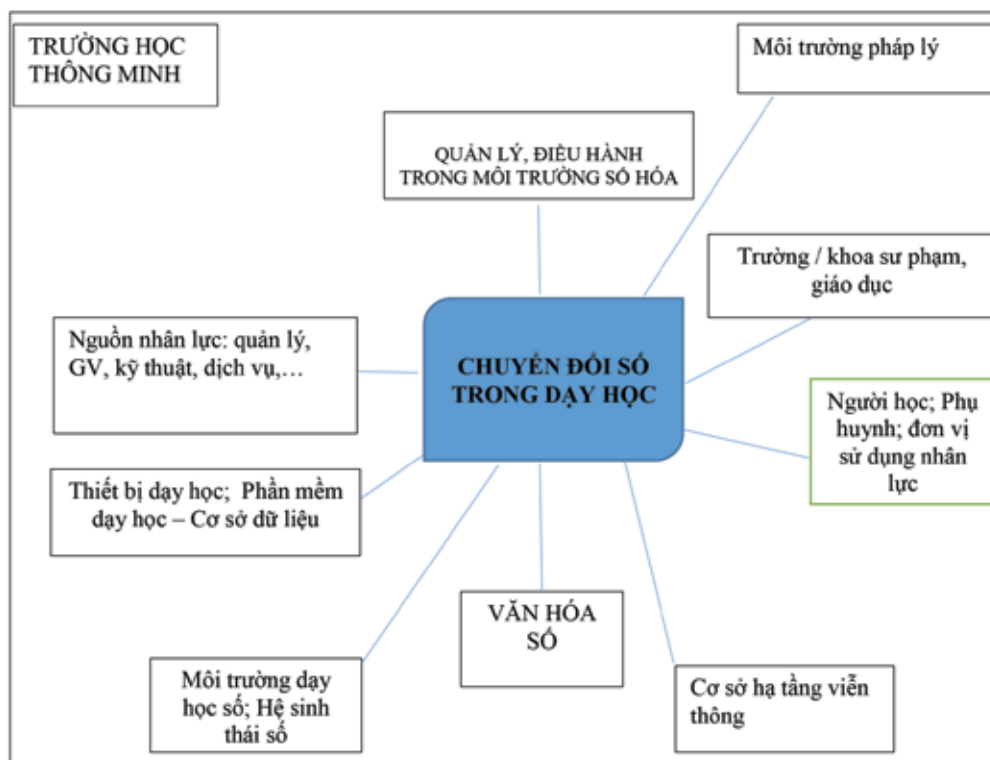 TRƯỜNG HỌC
THÔNG MINH
Môi trường pháp lý
QUẢN LÝ, ĐIỀU HÀNH
TRONG MÔI TRƯỜNG SỐ HÓA
Trường / khoa sư phạm,
giáo dục
Nguồn nhân lực: quản lý,
GV, kỹ thuật, dịch vụ,…
CHUYỂN ĐỔI SỐ
TRONG DẠY HỌC
Người học; Phụ
huynh; đơn vị
sử dụng nhân
lực
Thiết bị dạy học; Phần mềm
dạy học – Cơ sở dữ liệu
VĂN HÓA
SỐ
Môi trường dạy
học số; Hệ sinh
thái số
Cơ sở hạ tầng viễn
thông